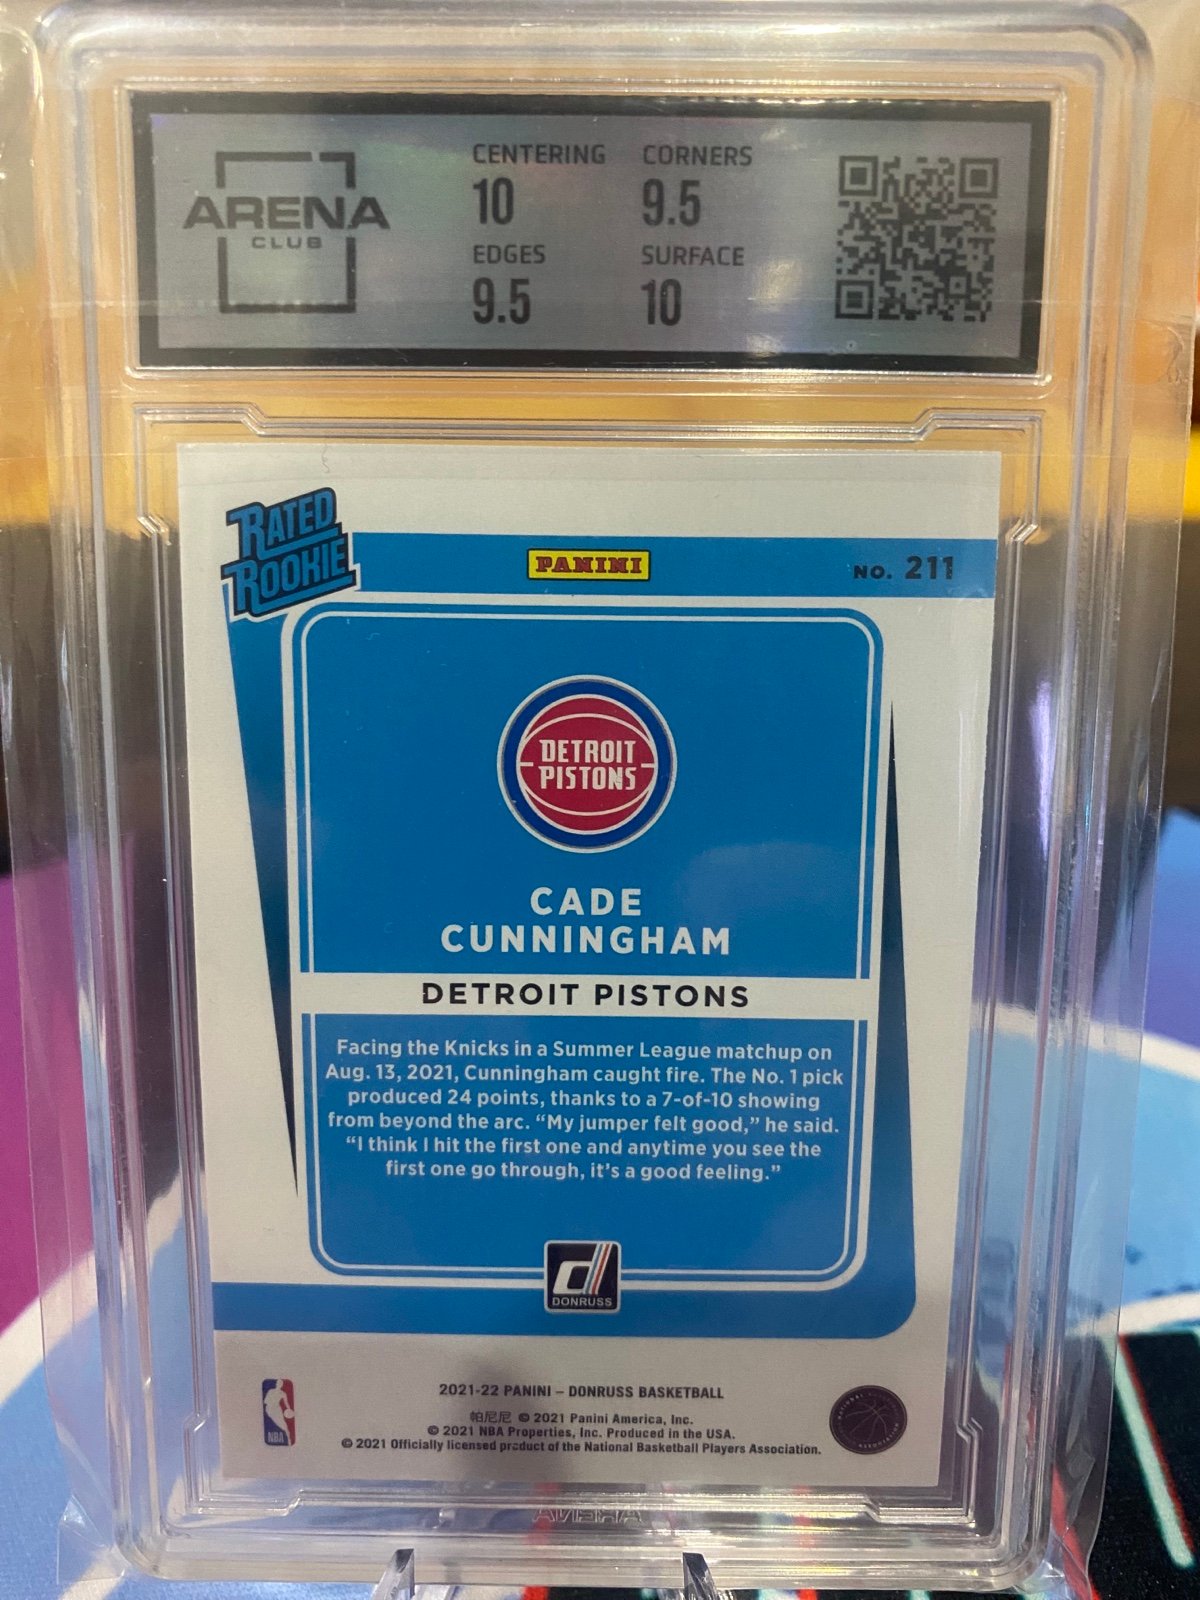 ARENA
CLUB
CENTERING
10
CORNERS
9.5
EDGES
9.5
SURFACE
10
RATED
ROOKIE
PANINI
NO. 211
DETROIT
PISTONS
CADE
CUNNINGHAM
DETROIT PISTONS
Facing the Knicks in a Summer League matchup on
Aug. 13, 2021, Cunningham caught fire. The No. 1 pick
produced 24 points, thanks to a 7-of-10 showing
from beyond the arc. “My jumper felt good,” he said.
“I think I hit the first one and anytime you see the
first one go through, it’s a good feeling.”
DONRUSS
2021-22 PANINI – DONRUSS BASKETBALL
帕尼尼 © 2021 Panini America, Inc.
© 2021 NBA Properties, Inc. Produced in the USA.
© 2021 Officially licensed product of the National Basketball Players Association.
NBA
ARENA